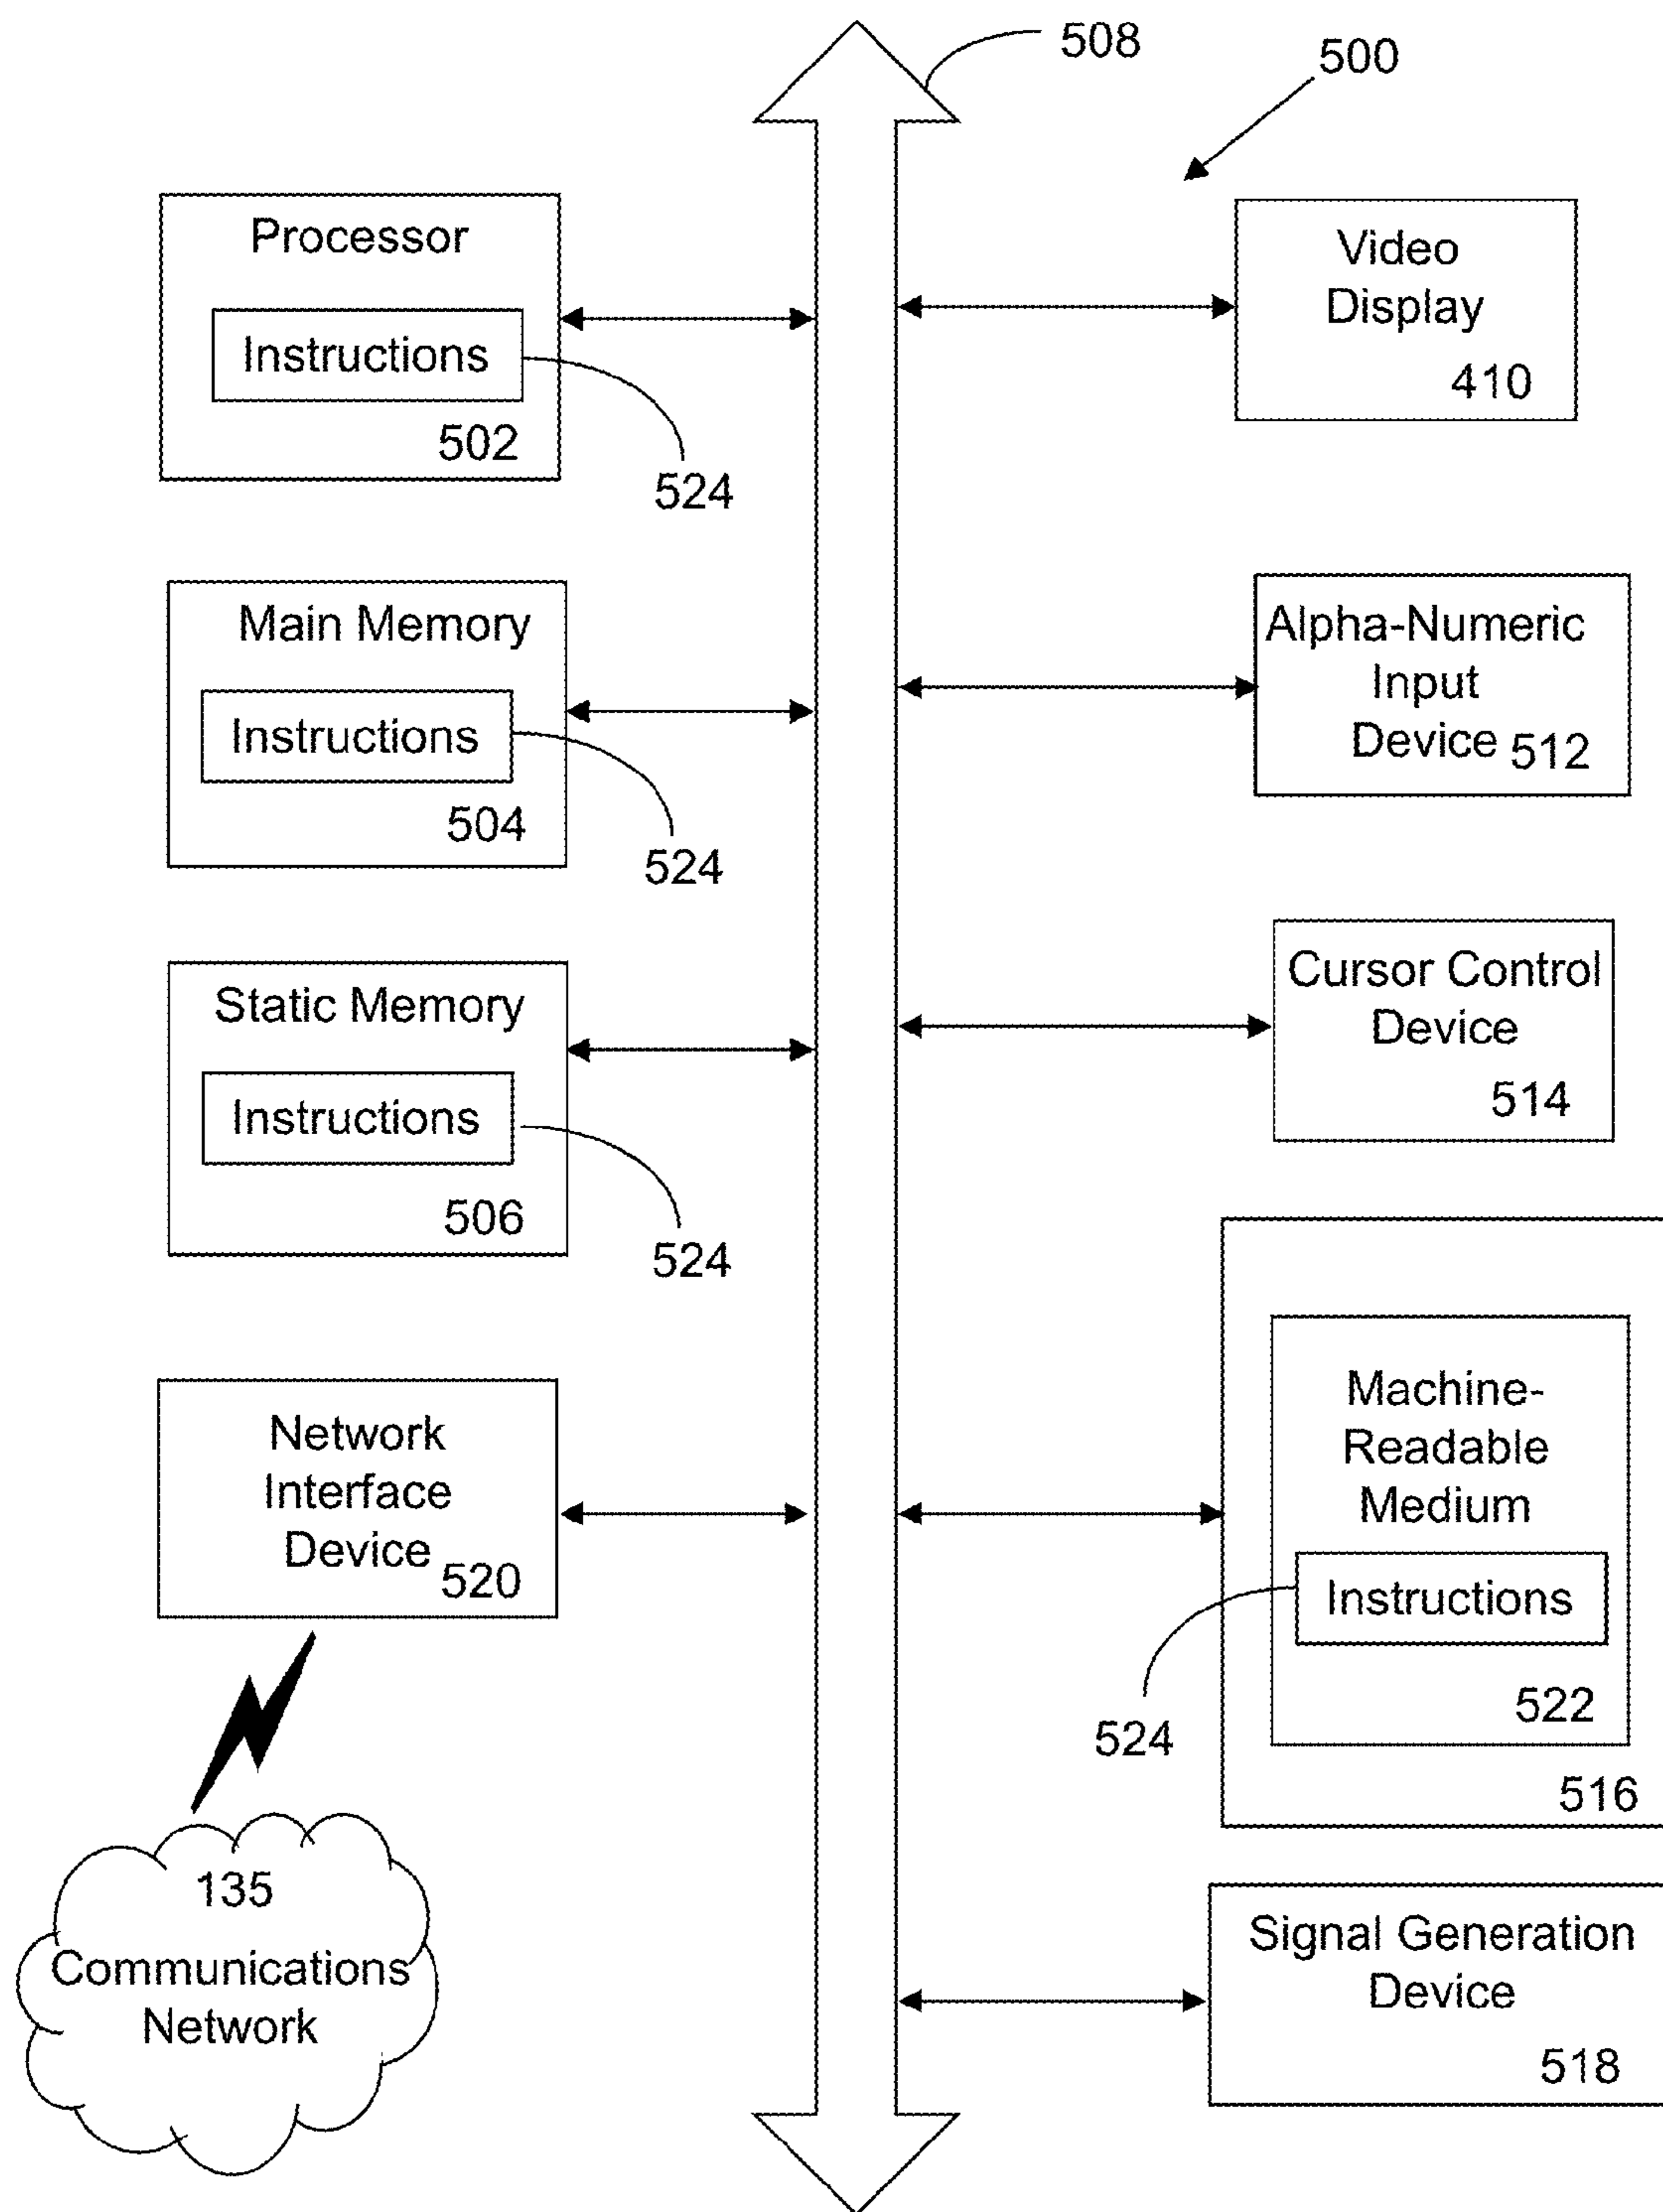 508
500
Processor
Instructions
502
524
Video
Display
410
Main Memory
Instructions
504
524
Alpha-Numeric
Input
Device 512
Static Memory
Instructions
506
524
Cursor Control
Device
514
Network
Interface
Device 520
Machine-
Readable
Medium
Instructions
522
524
516
135
Communications
Network
Signal Generation
Device
518